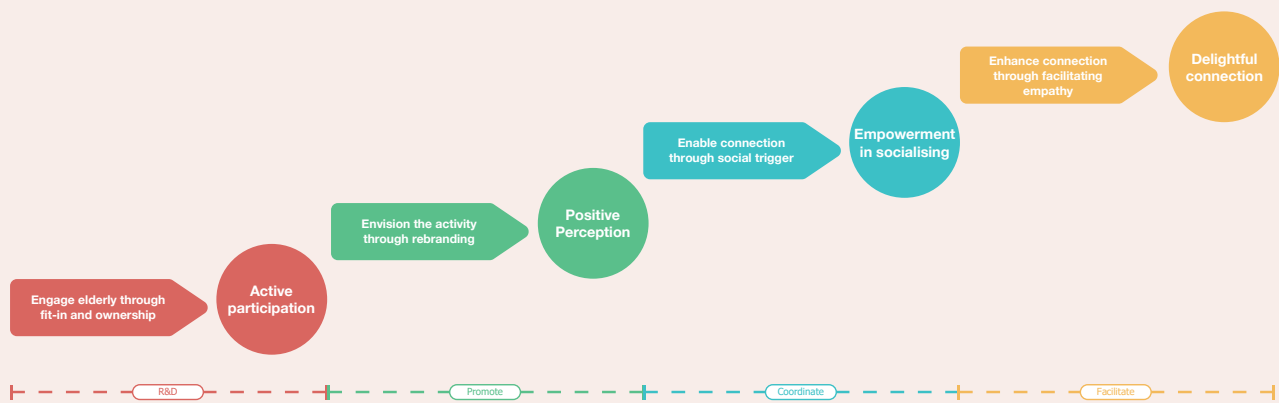 Engage elderly through
fit-in and ownership
Active
participation
Envision the activity
through rebranding
Positive
Perception
Enable connection
through social trigger
Empowerment
in socialising
Enhance connection
through facilitating
empathy
Delightful
connection
R&D
Promote
Coordinate
Facilitate